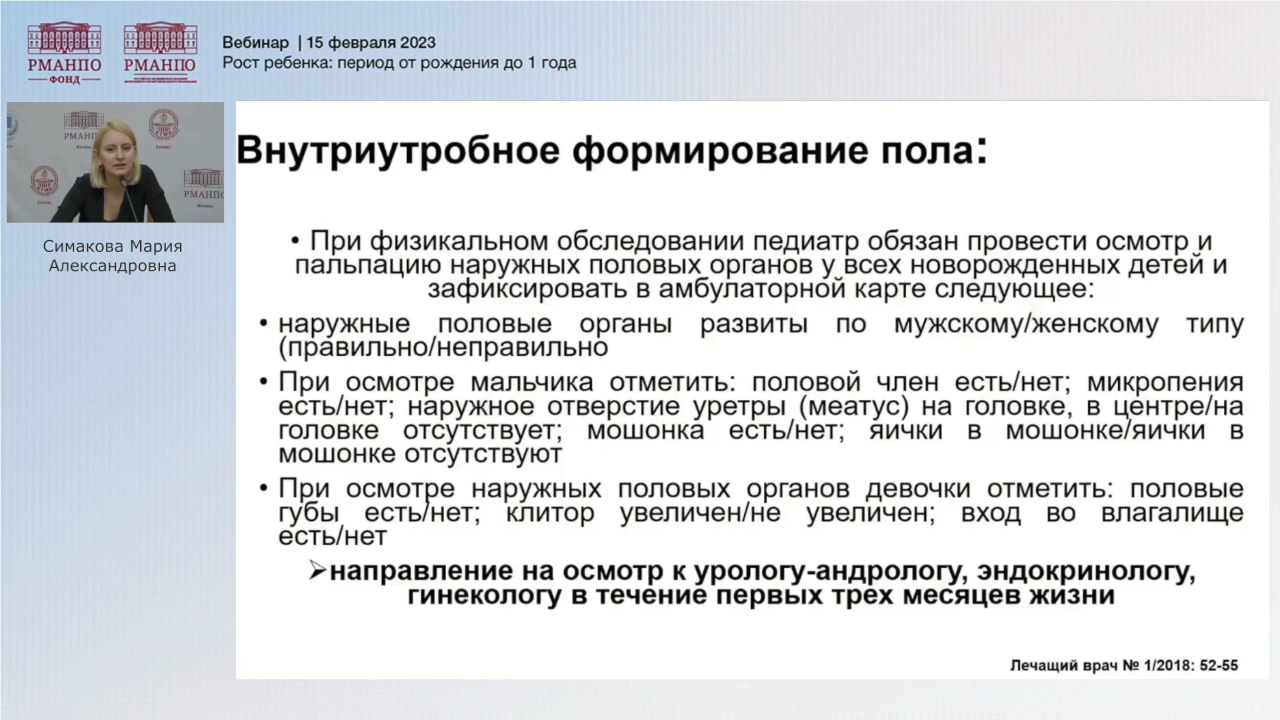 РМАНПО
ФОНД
РМАНПО
Вебинар | 15 февраля 2023
Рост ребенка: период от рождения до 1 года
РМАНПО
РМАНПО
Симакова Мария
Александровна
Внутриутробное формирование пола:
• При физикальном обследовании педиатр обязан провести осмотр и
пальпацию наружных половых органов у всех новорожденных детей и
зафиксировать в амбулаторной карте следующее:
• наружные половые органы развиты по мужскому/женскому типу
(правильно/неправильно
• При осмотре мальчика отметить: половой член есть/нет; микропения
есть/нет; наружное отверстие уретры (меатус) на головке, в центре/на
головке отсутствует; мошонка есть/нет; яички в мошонке/яички в
мошонке отсутствуют
• При осмотре наружных половых органов девочки отметить: половые
губы есть/нет; клитор увеличен/не увеличен; вход во влагалище
есть/нет
➢направление на осмотр к урологу-андрологу, эндокринологу,
гинекологу в течение первых трех месяцев жизни
Лечащий врач № 1/2018: 52-55